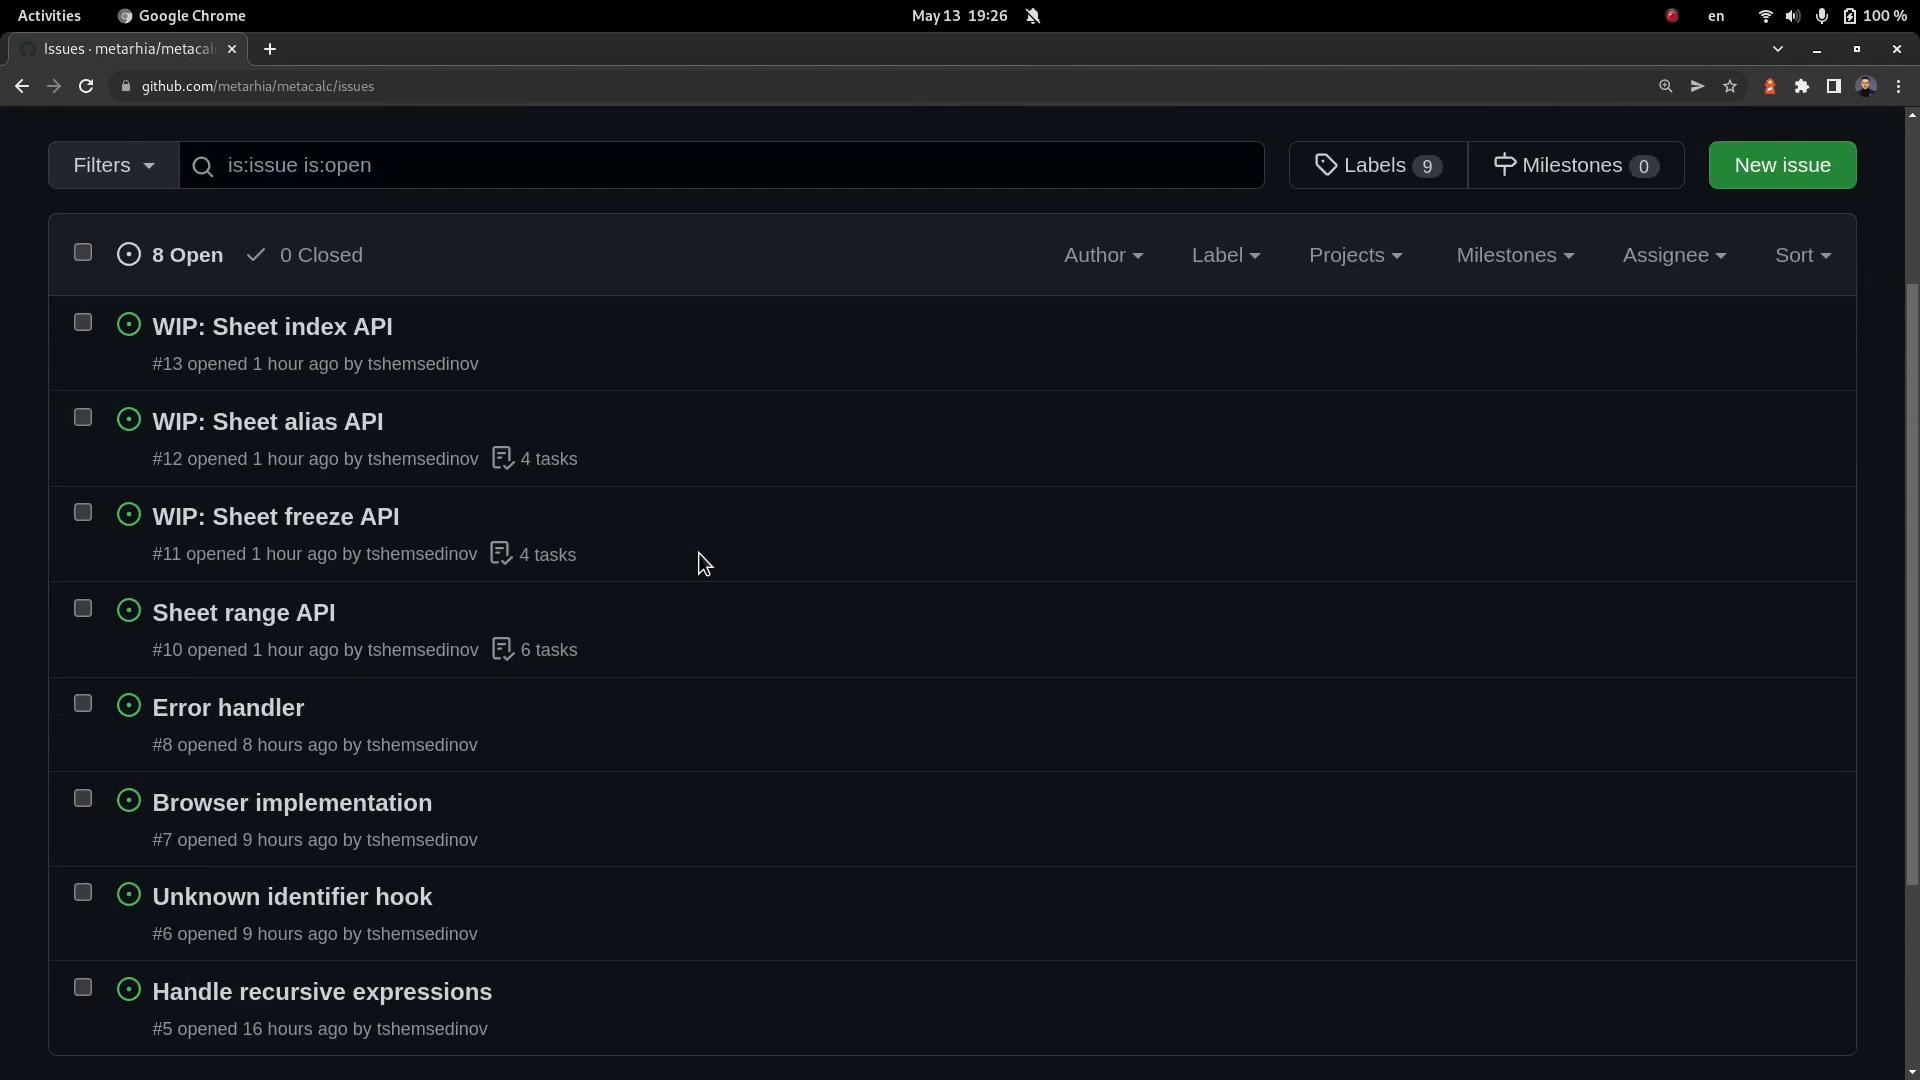 Activities Google Chrome May 13 19:26 en 100 %
Issues · metarhia/metacal
github.com/metarhia/metacalc/issues
Filters is:issue is:open Labels 9 Milestones 0 New issue
8 Open 0 Closed Author Label Projects Milestones Assignee Sort
WIP: Sheet index API
#13 opened 1 hour ago by tshemsedinov
WIP: Sheet alias API
#12 opened 1 hour ago by tshemsedinov 4 tasks
WIP: Sheet freeze API
#11 opened 1 hour ago by tshemsedinov 4 tasks
Sheet range API
#10 opened 1 hour ago by tshemsedinov 6 tasks
Error handler
#8 opened 8 hours ago by tshemsedinov
Browser implementation
#7 opened 9 hours ago by tshemsedinov
Unknown identifier hook
#6 opened 9 hours ago by tshemsedinov
Handle recursive expressions
#5 opened 16 hours ago by tshemsedinov